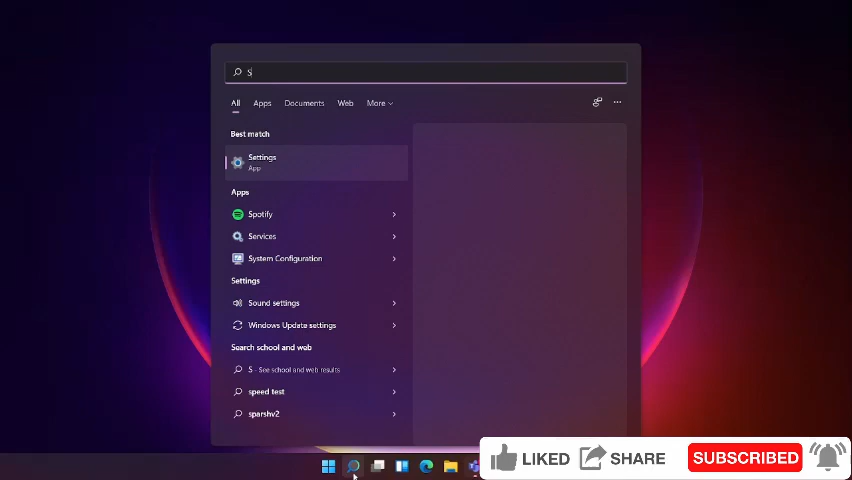 S
All Apps Documents Web More
Best match
Settings
App
Apps
Spotify
Services
System Configuration
Settings
Sound settings
Windows Update settings
Search school and web
S - See school and web results
speed test
sparshv2
LIKED SHARE SUBSCRIBED